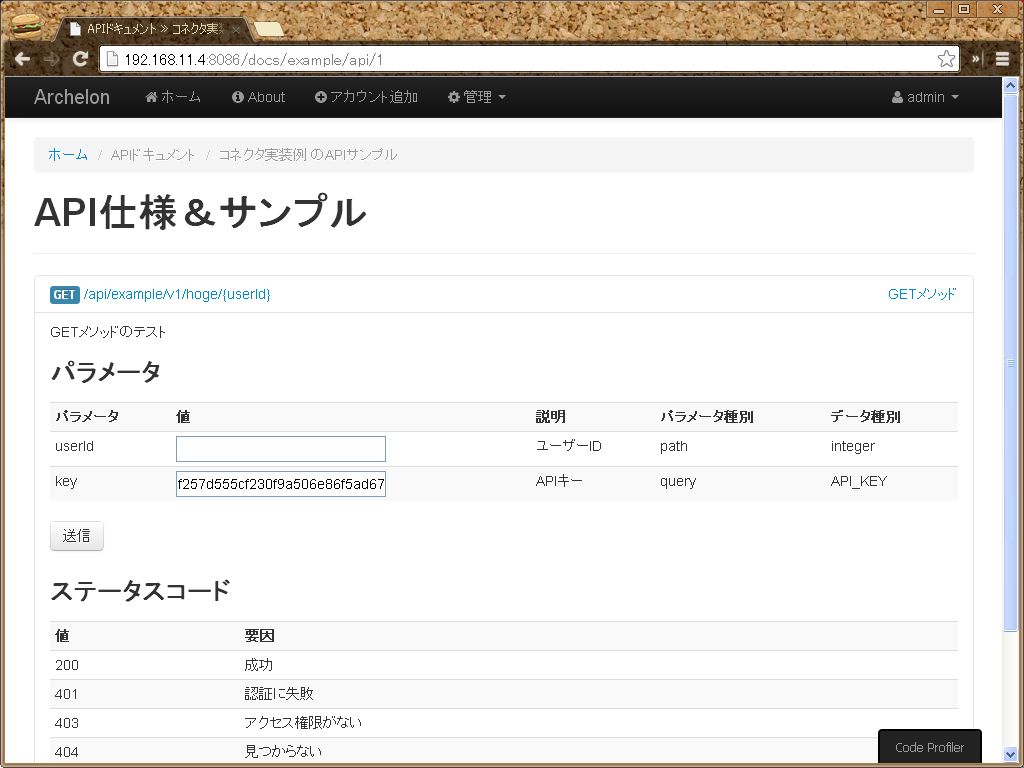 APIドキュメント » コネクタ実
192.168.11.4:8086/docs/example/api/1
Archelon ホーム About アカウント追加 管理 admin
ホーム / APIドキュメント / コネクタ実装例 のAPIサンプル
API仕様＆サンプル
GET /api/example/v1/hoge/{userId} GETメソッド
GETメソッドのテスト
パラメータ
パラメータ 値 説明 パラメータ種別 データ種別
userId ユーザーID path integer
key f257d555cf230f9a506e86f5ad67 APIキー query API_KEY
送信
ステータスコード
値 要因
200 成功
401 認証に失敗
403 アクセス権限がない
404 見つからない
Code Profiler